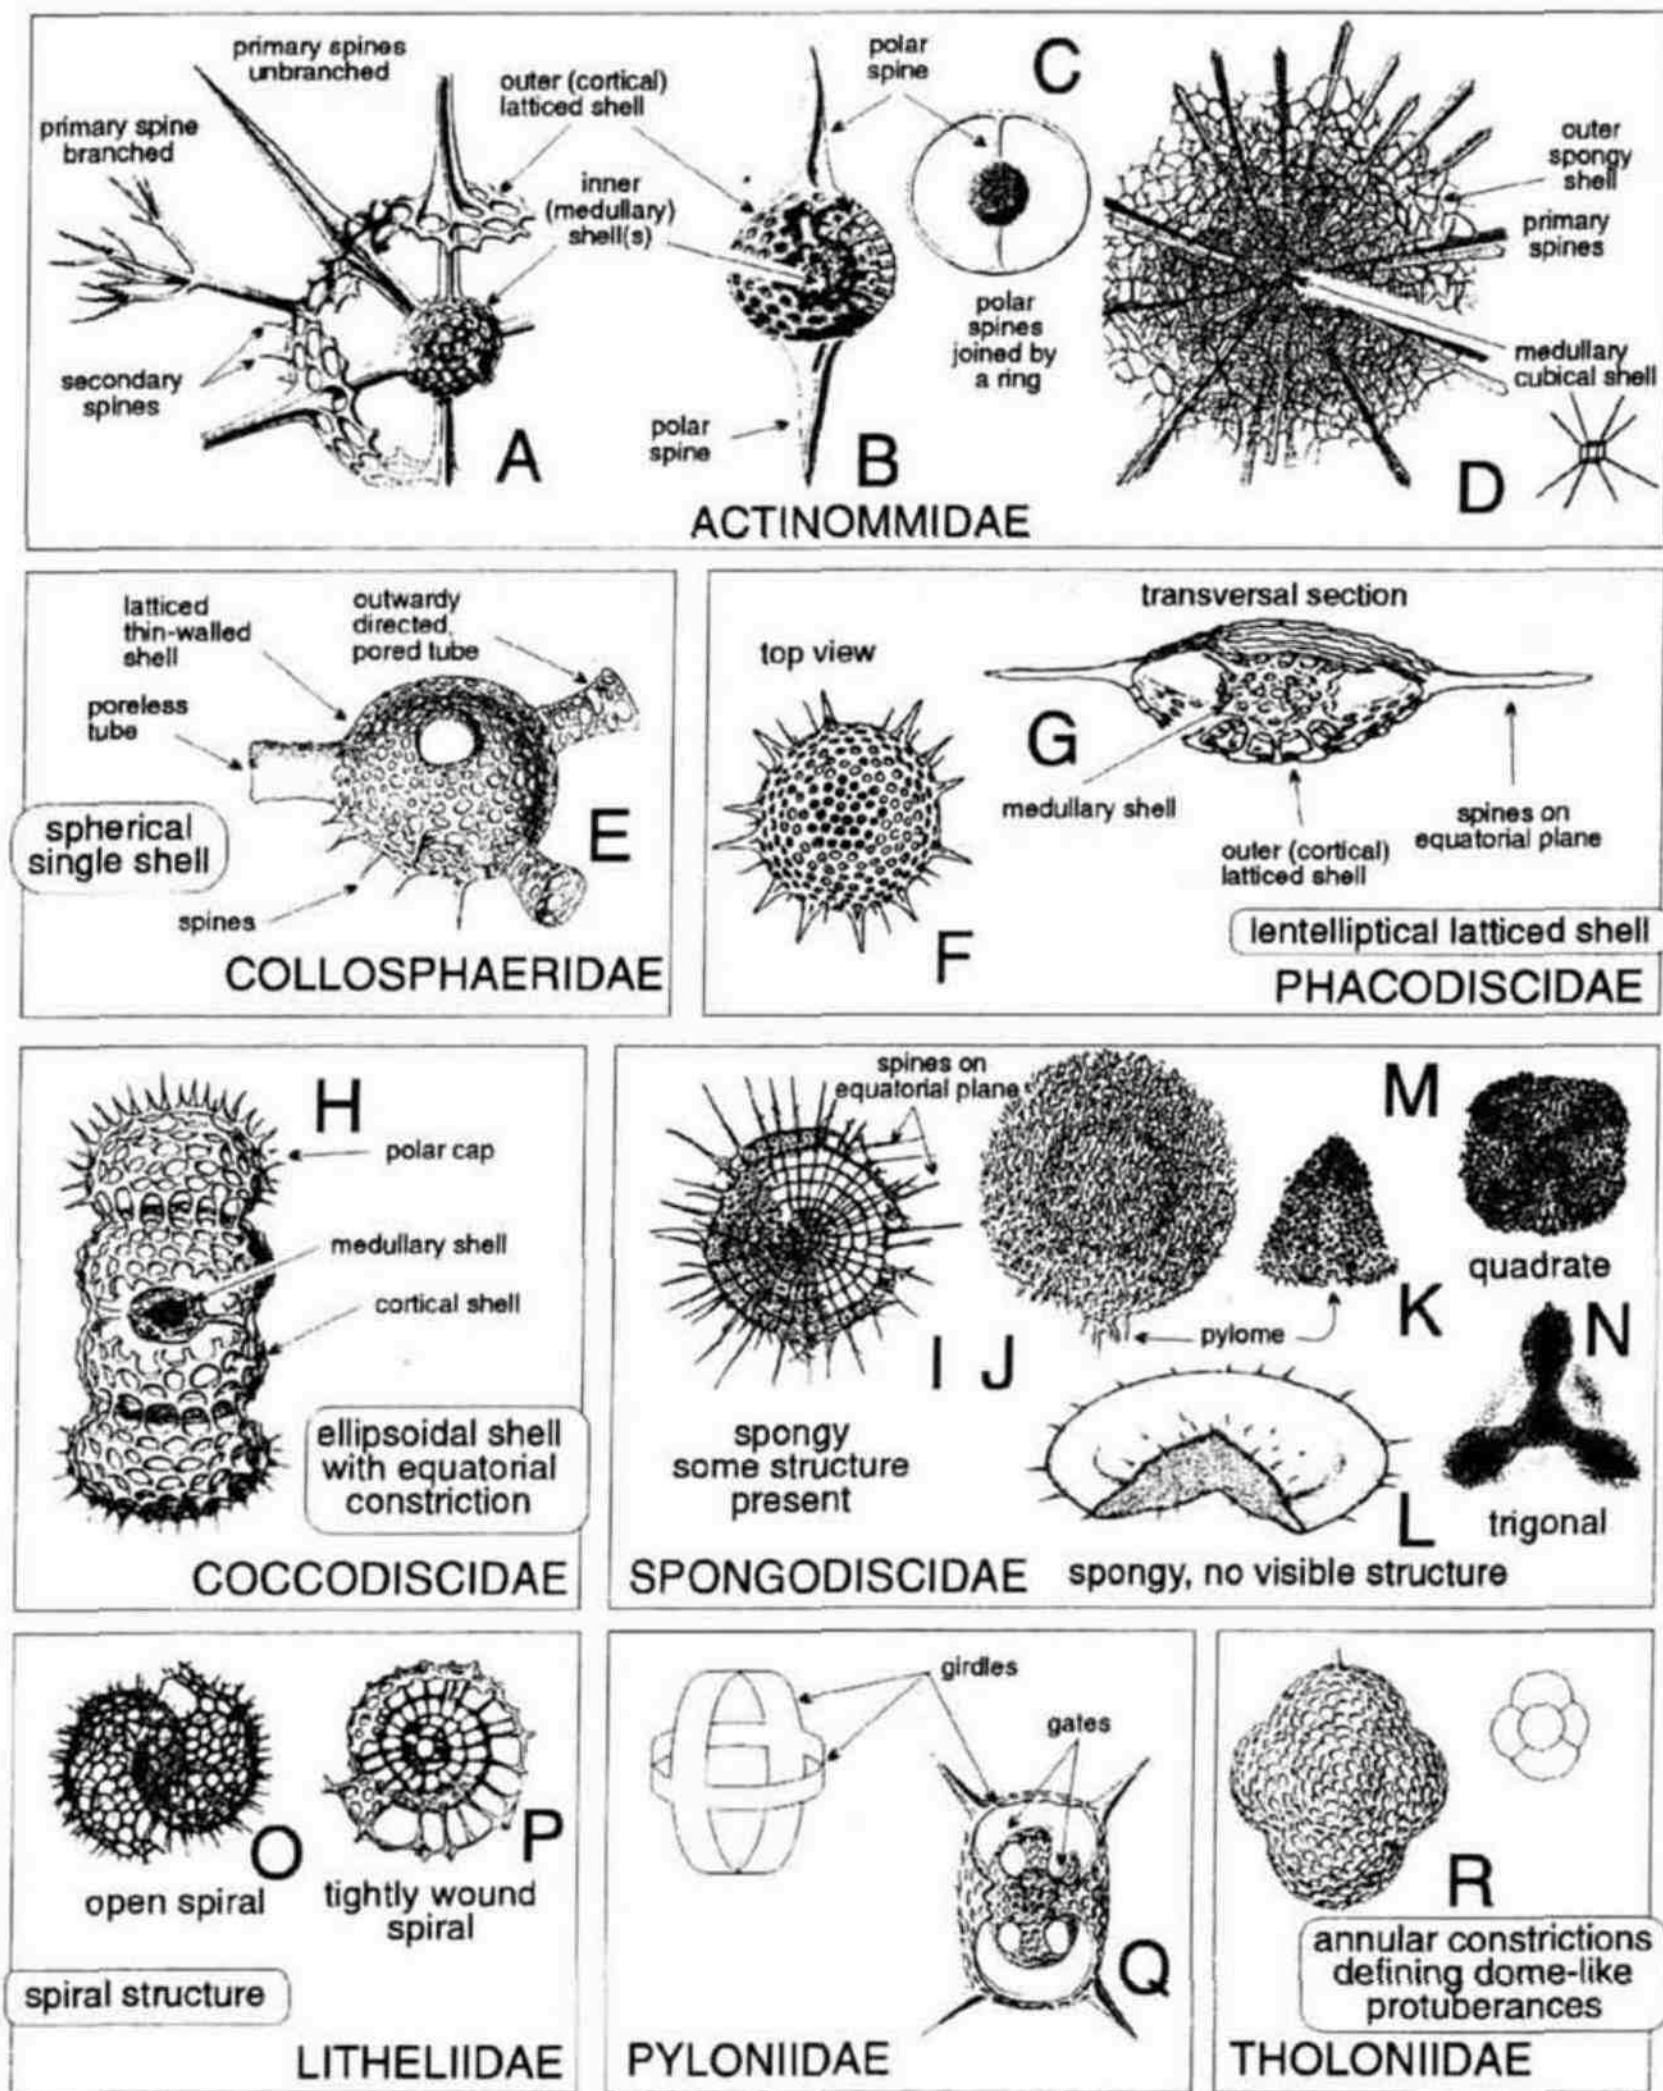 primary spines
unbranched
primary spine
branched
outer (cortical)
latticed shell
inner
(medullary)
shell(s)
secondary
spines
A
polar
spine
polar
spine
B
C
polar
spines
joined by
a ring
outer
spongy
shell
primary
spines
medullary
cubical shell
D
ACTINOMMIDAE
latticed
thin-walled
shell
outwardy
directed,
pored tube
poreless
tube
spherical
single shell
spines
E
COLLOSPHAERIDAE
top view
transversal section
F
G
medullary shell
outer (cortical)
latticed shell
spines on
equatorial plane
lentelliptical latticed shell
PHACODISCIDAE
H
polar cap
medullary shell
cortical shell
ellipsoidal shell
with equatorial
constriction
COCCODISCIDAE
spines on
equatorial plane
I
J
spongy
some structure
present
pylome
K
L
M
quadrate
N
trigonal
SPONGODISCIDAE
spongy, no visible structure
O
open spiral
P
tightly wound
spiral
spiral structure
LITHELIIDAE
girdles
gates
Q
PYLONIIDAE
R
annular constrictions
defining dome-like
protuberances
THOLONIIDAE